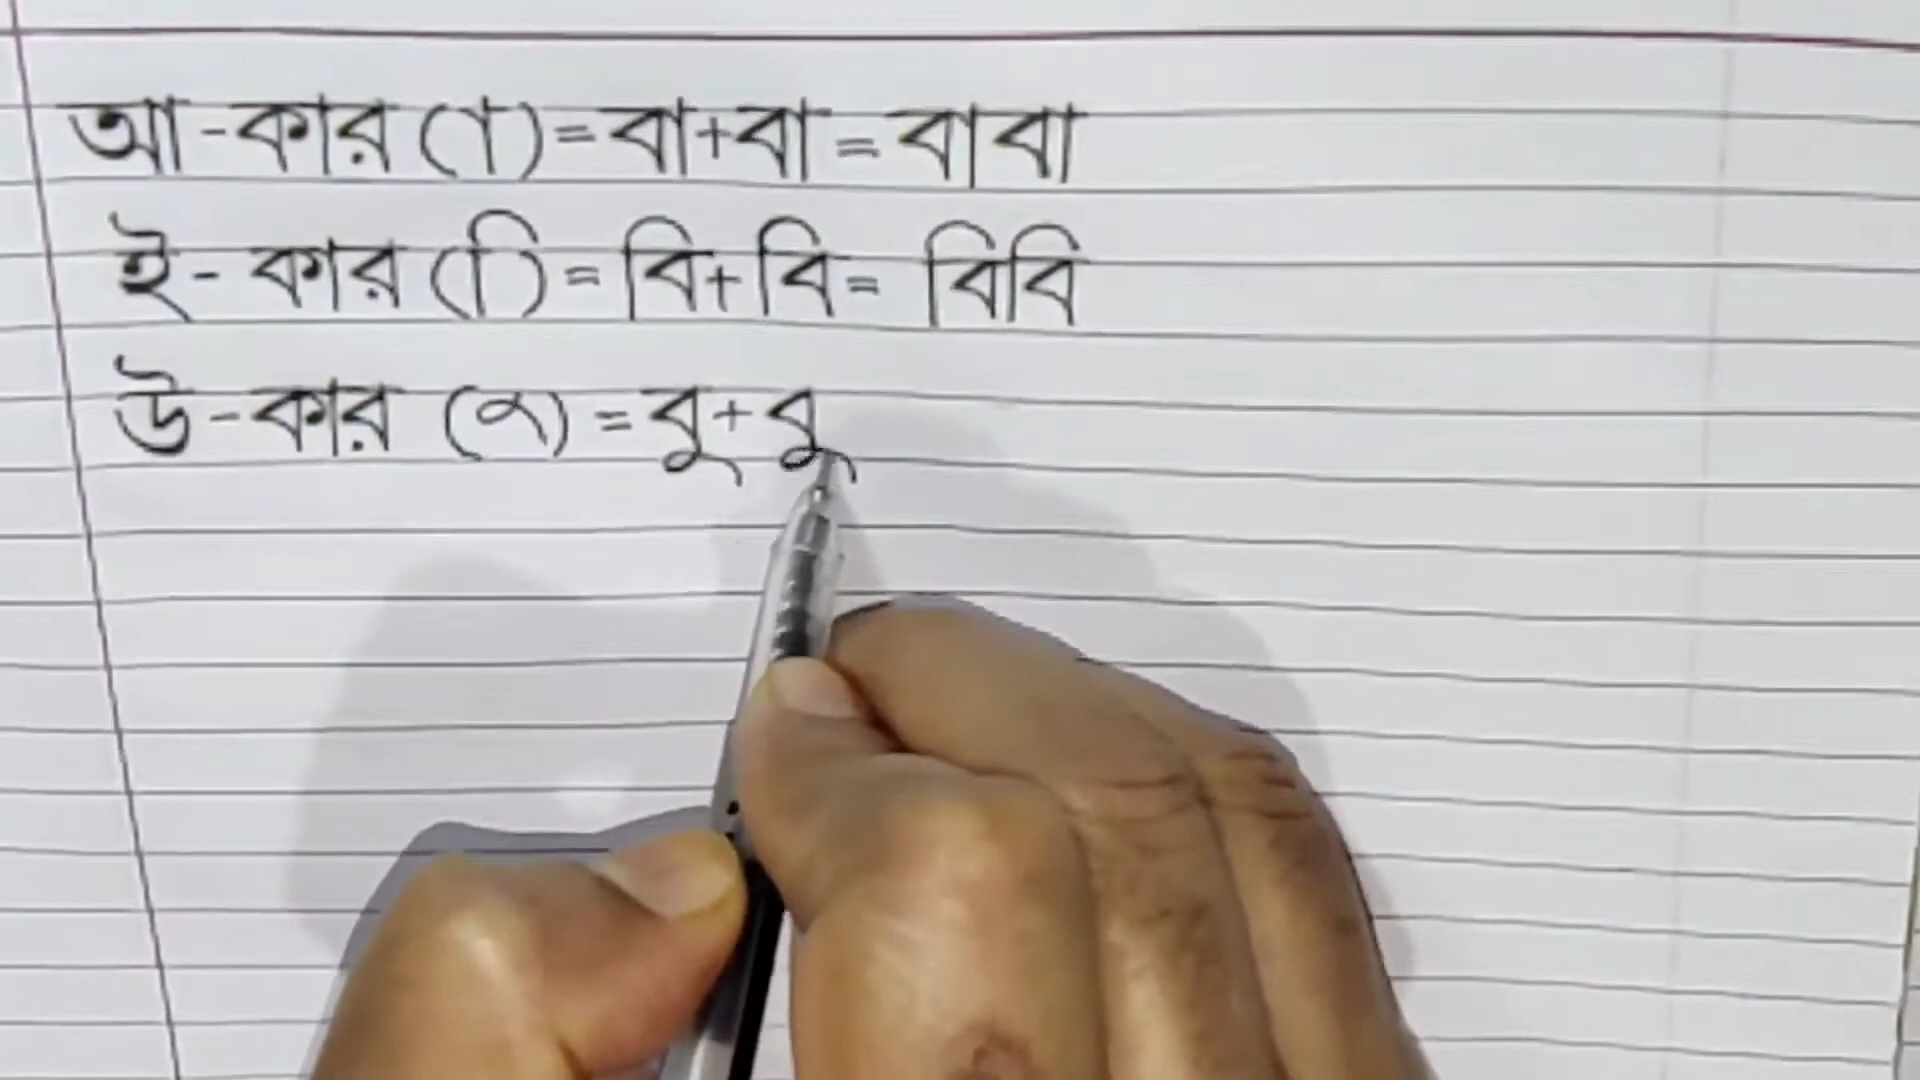 আ-কার (া)=বা+বা = বাবা
ই- কার (ি) = বি+ বি= বিবি
উ-কার (ু) =বু+বু